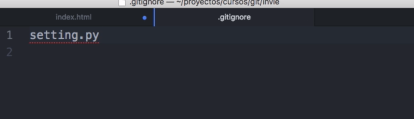 .gitignore — ~/proyectos/cursos/git/invie
index.html .gitignore
1 setting.py
2